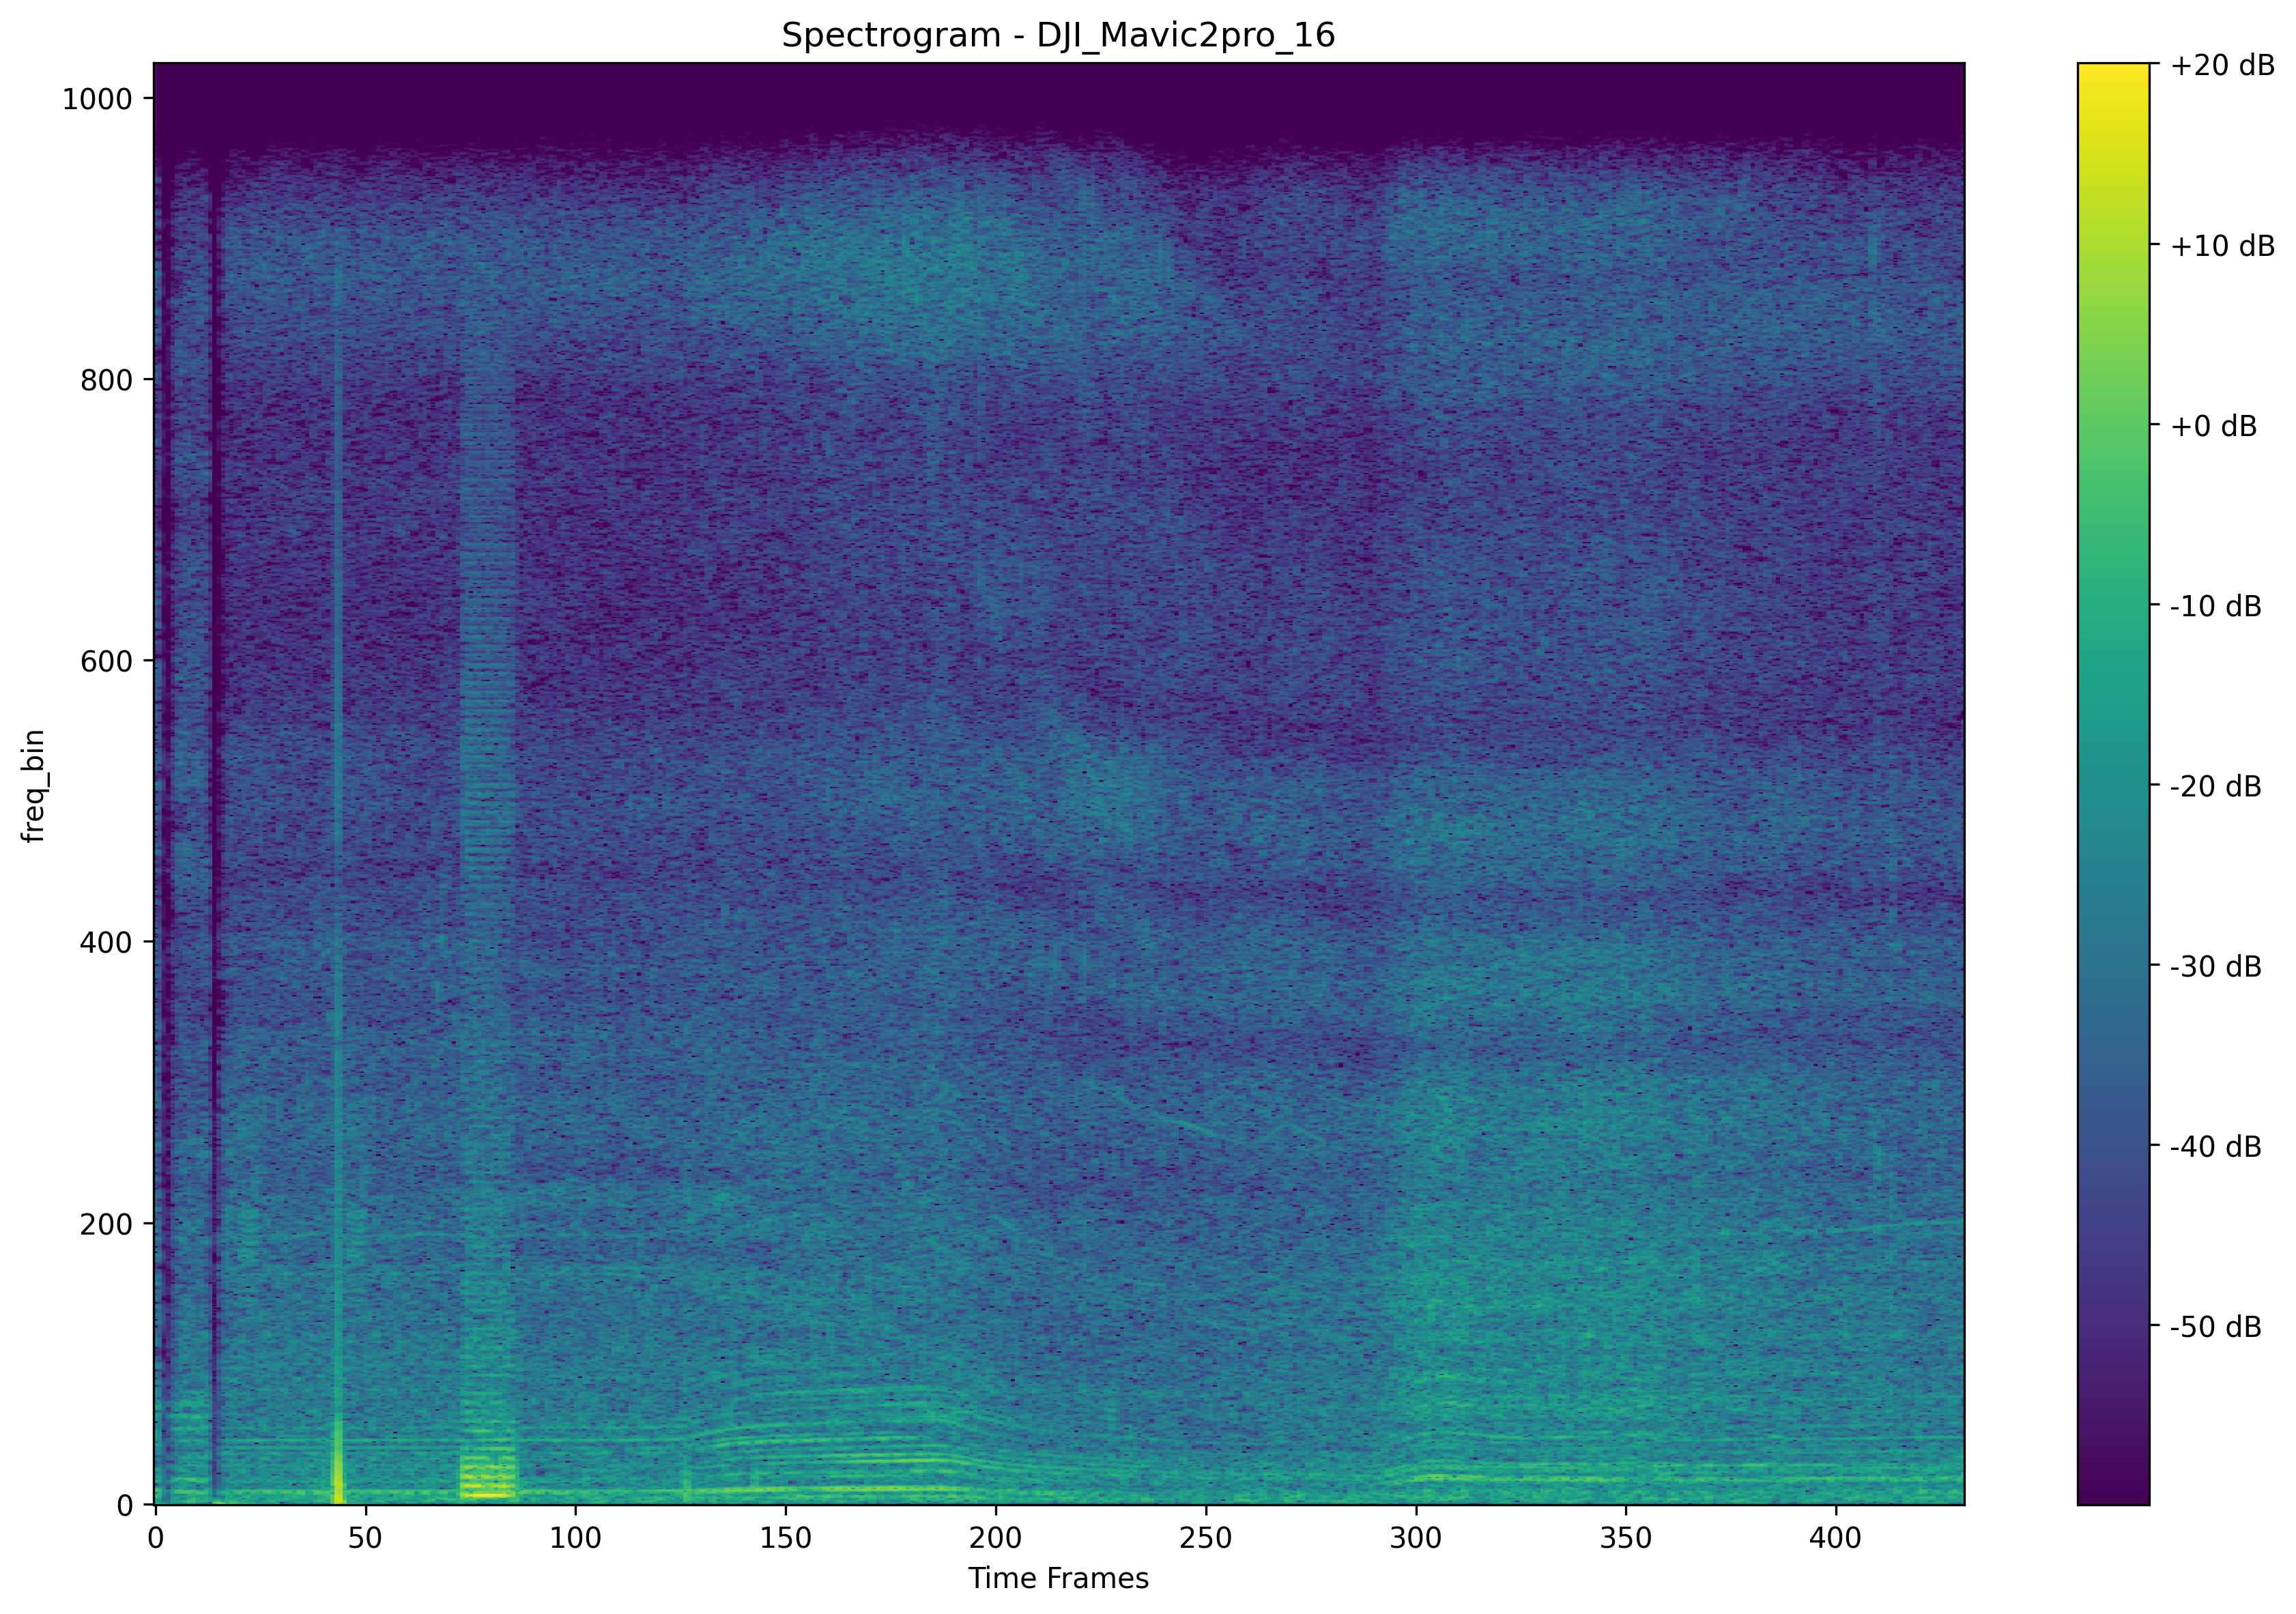 Spectrogram - DJI_Mavic2pro_16
freq_bin
1000
800
600
400
200
0
0 50 100 150 200 250 300 350 400
Time Frames
+20 dB
+10 dB
+0 dB
-10 dB
-20 dB
-30 dB
-40 dB
-50 dB